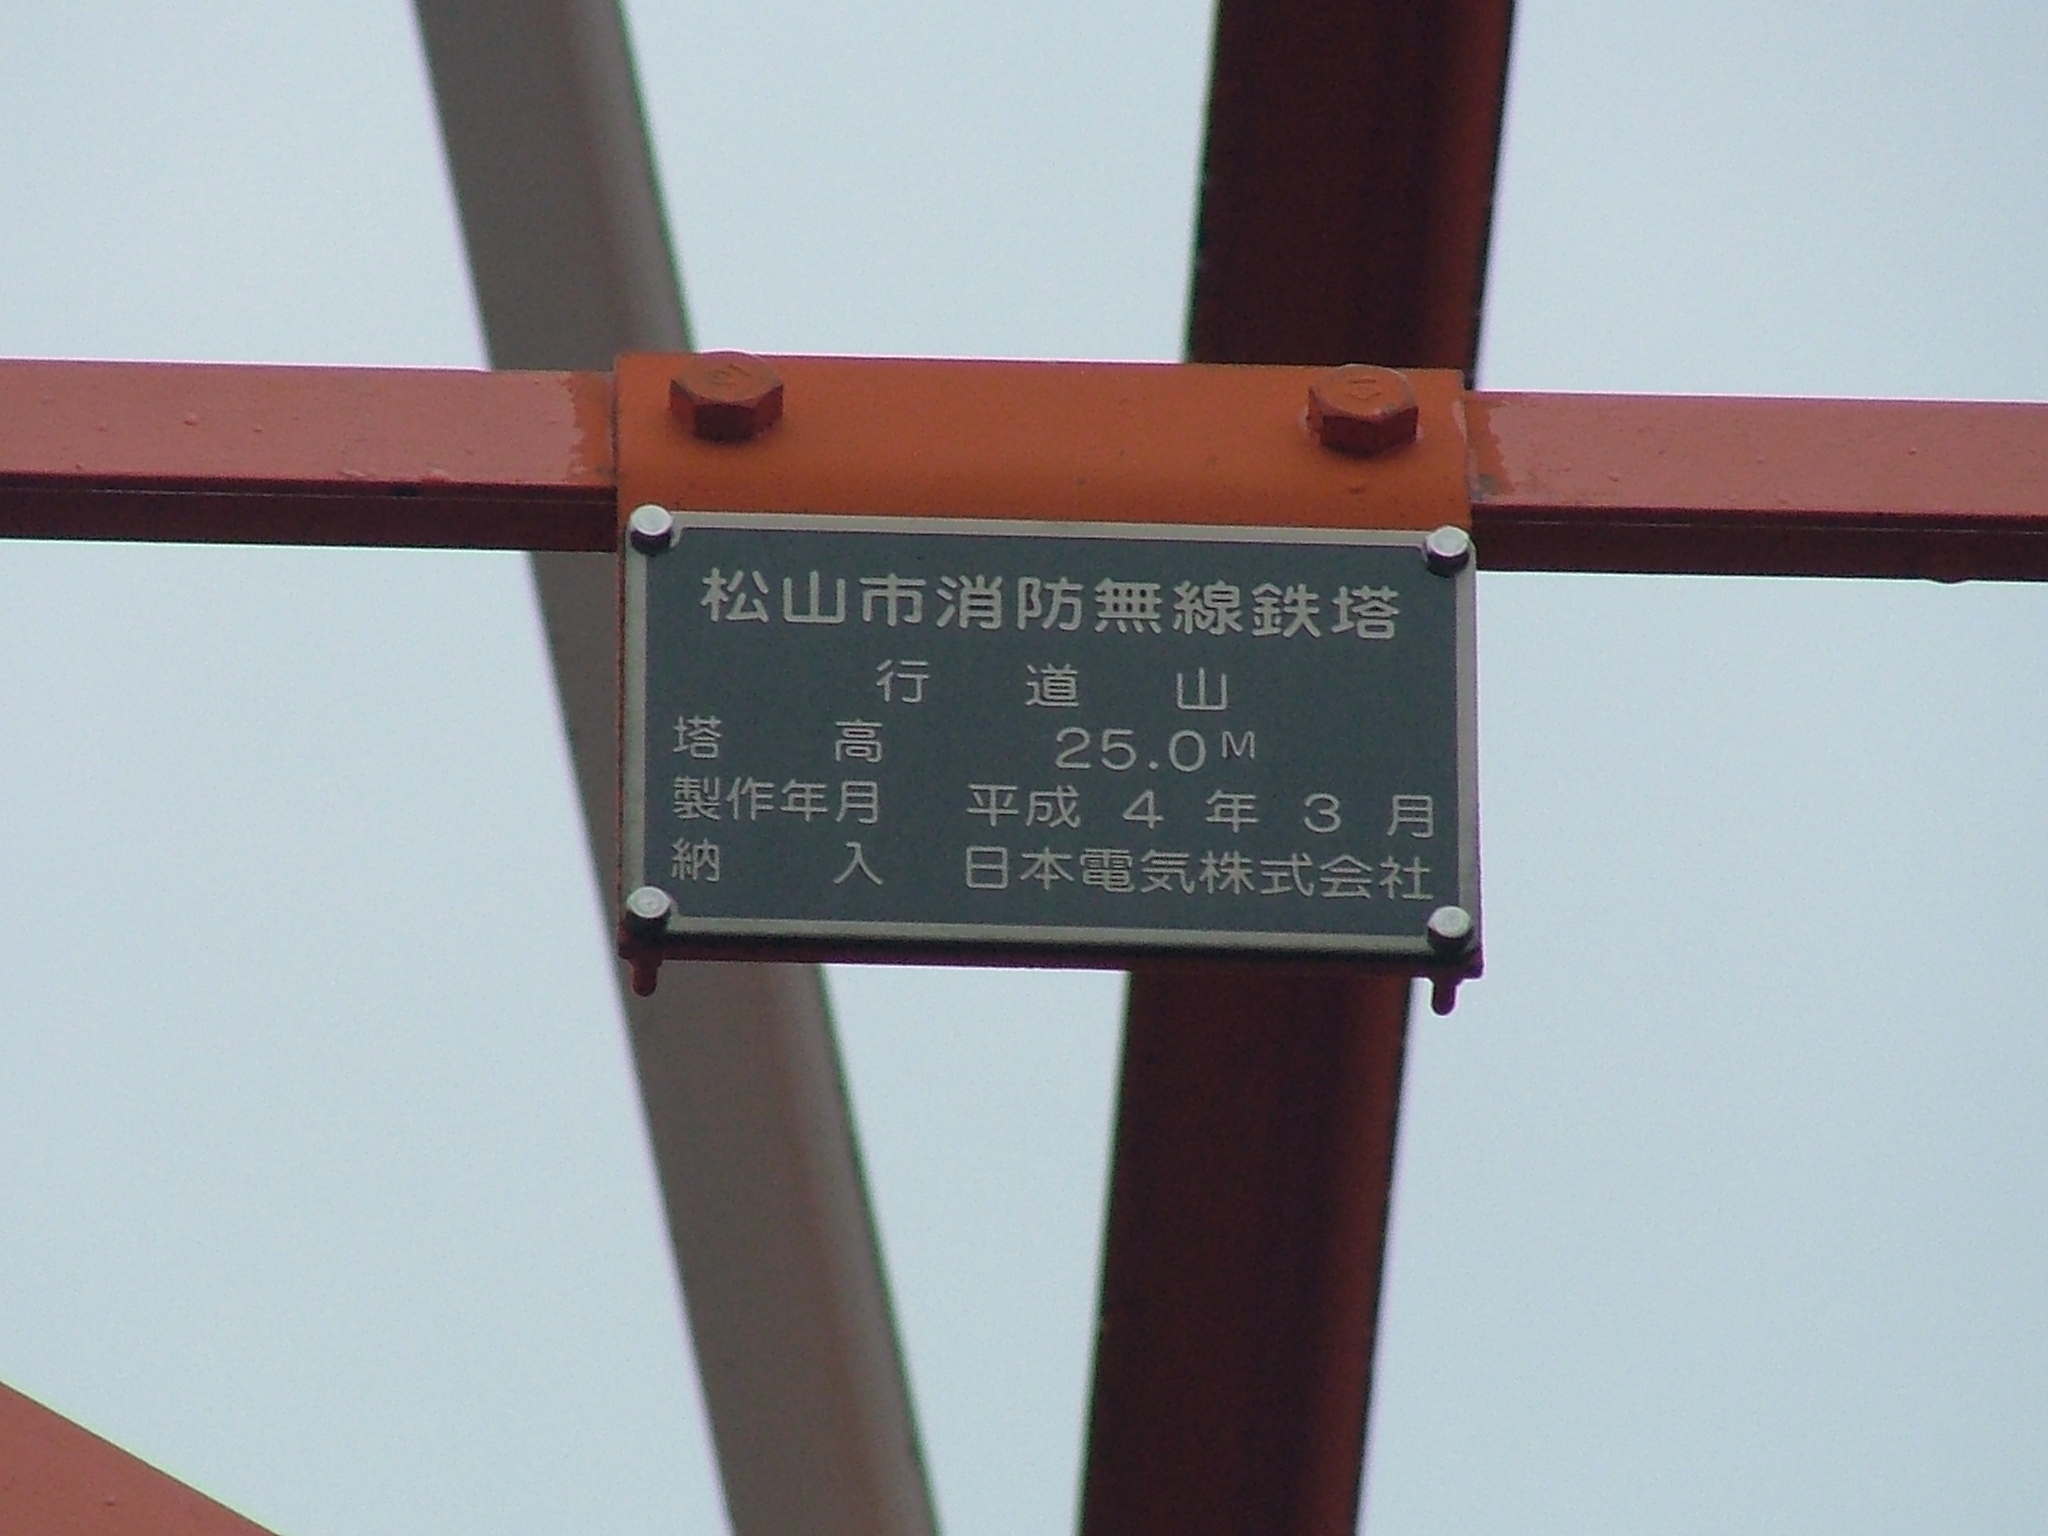 松山市消防無線鉄塔
行道山
塔高 25.0M
製作年月 平成 4 年 3 月
納入 日本電気株式会社